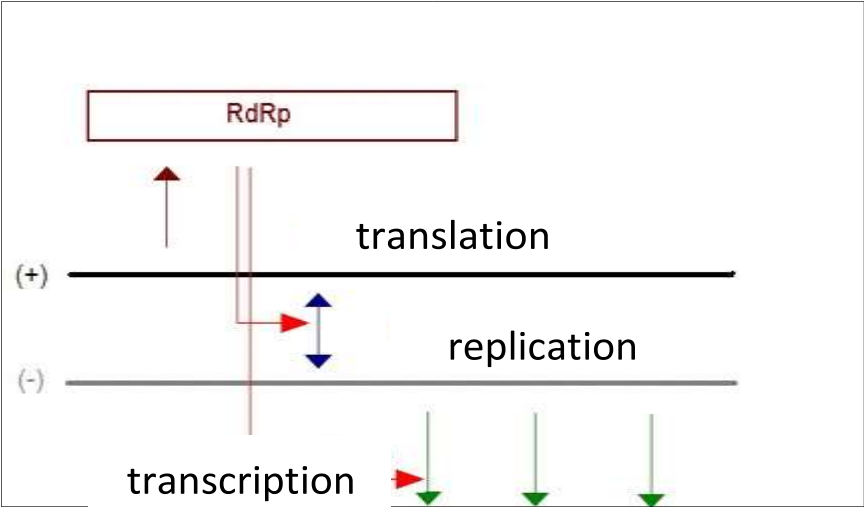 RdRp
translation
(+)
replication
(-)
transcription